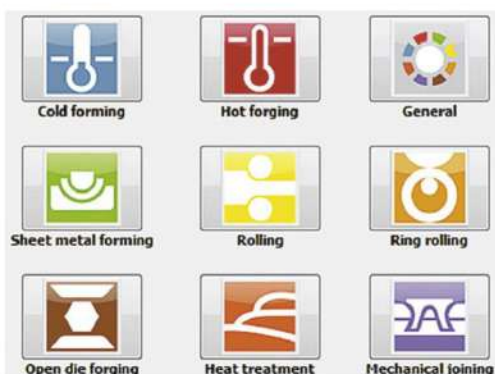 Cold forming Hot forging General
Sheet metal forming Rolling Ring rolling
Open die forging Heat treatment Mechanical joining